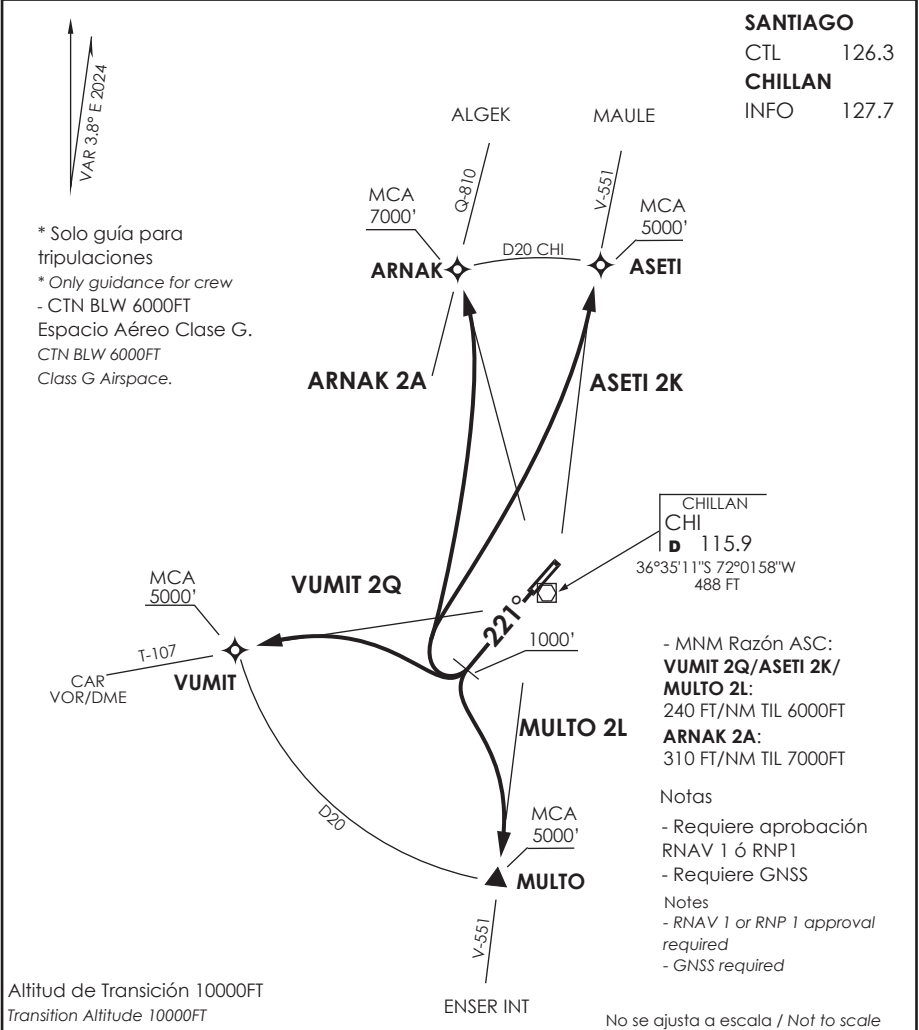 SANTIAGO
CTL 126.3
CHILLAN
INFO 127.7
VAR 3.8° E 2024
ALGEK
MAULE
Q-810
V-551
MCA
7000'
MCA
5000'
D20 CHI
ARNAK
ASETI
* Solo guía para
tripulaciones
* Only guidance for crew
- CTN BLW 6000FT
Espacio Aéreo Clase G.
CTN BLW 6000FT
Class G Airspace.
ARNAK 2A
ASETI 2K
CHILLAN
CHI
D 115.9
36°35'11"S 72°0158"W
488 FT
MCA
5000'
VUMIT 2Q
221°
1000'
T-107
CAR
VOR/DME
VUMIT
MULTO 2L
- MNM Razón ASC:
VUMIT 2Q/ASETI 2K/
MULTO 2L:
240 FT/NM TIL 6000FT
ARNAK 2A:
310 FT/NM TIL 7000FT
D20
MCA
5000'
MULTO
V-551
ENSER INT
Notas
- Requiere aprobación
RNAV 1 ó RNP1
- Requiere GNSS
Notes
- RNAV 1 or RNP 1 approval
required
- GNSS required
Altitud de Transición 10000FT
Transition Altitude 10000FT
No se ajusta a escala / Not to scale